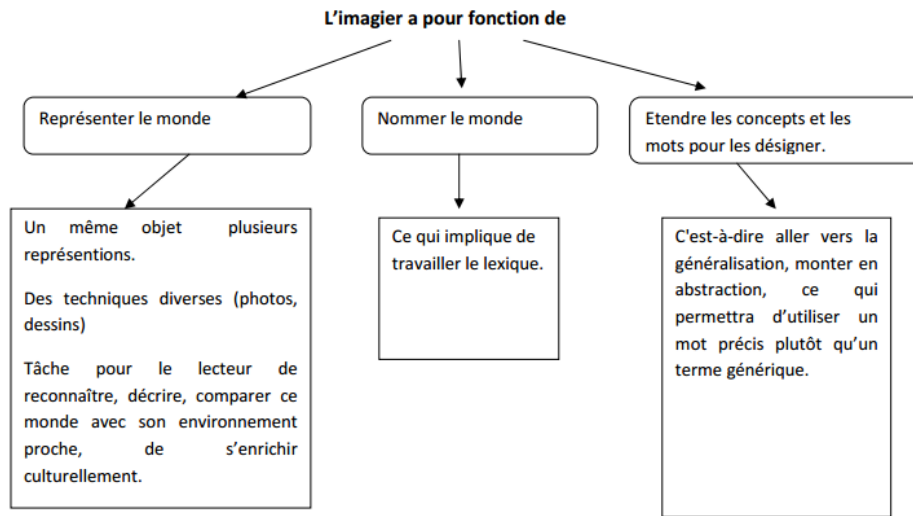 L'imagier a pour fonction de
Représenter le monde
Nommer le monde
Etendre les concepts et les
mots pour les désigner.
Un même objet plusieurs
représentions.
Des techniques diverses (photos,
dessins)
Tâche pour le lecteur de
reconnaître, décrire, comparer ce
monde avec son environnement
proche, de s'enrichir
culturellement.
Ce qui implique de
travailler le lexique.
C'est-à-dire aller vers la
généralisation, monter en
abstraction, ce qui
permettra d'utiliser un
mot précis plutôt qu'un
terme générique.